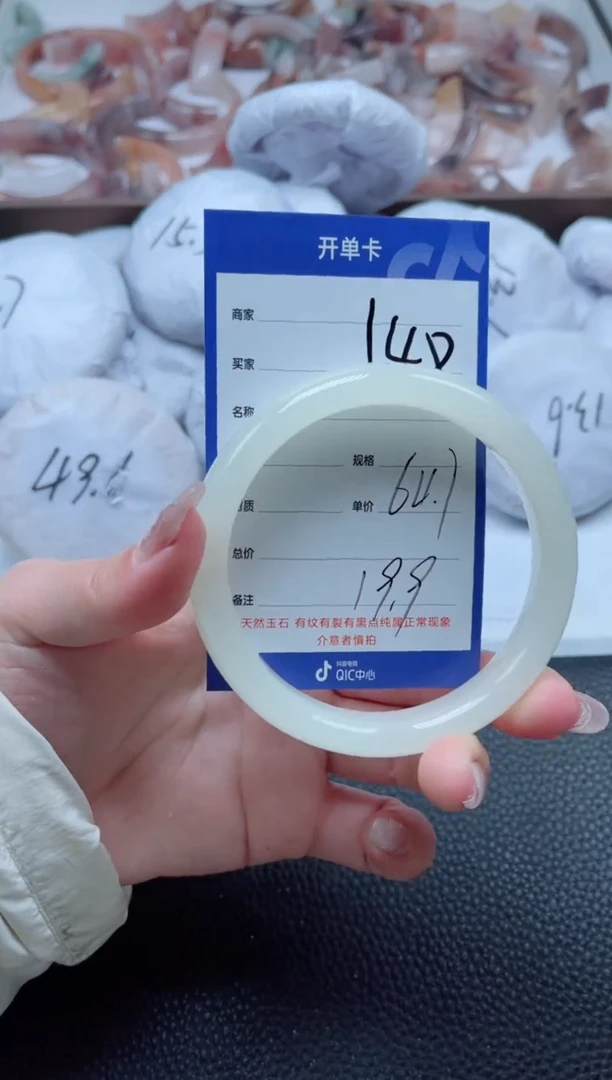 开单卡
商家
140
买家
名称
规格 64.7
质 单价
总价
备注 19.9
天然玉石 有纹有裂有黑点纯属正常现象
介意者慎拍
抖音电商
QIC中心
15.
49.6
13.6